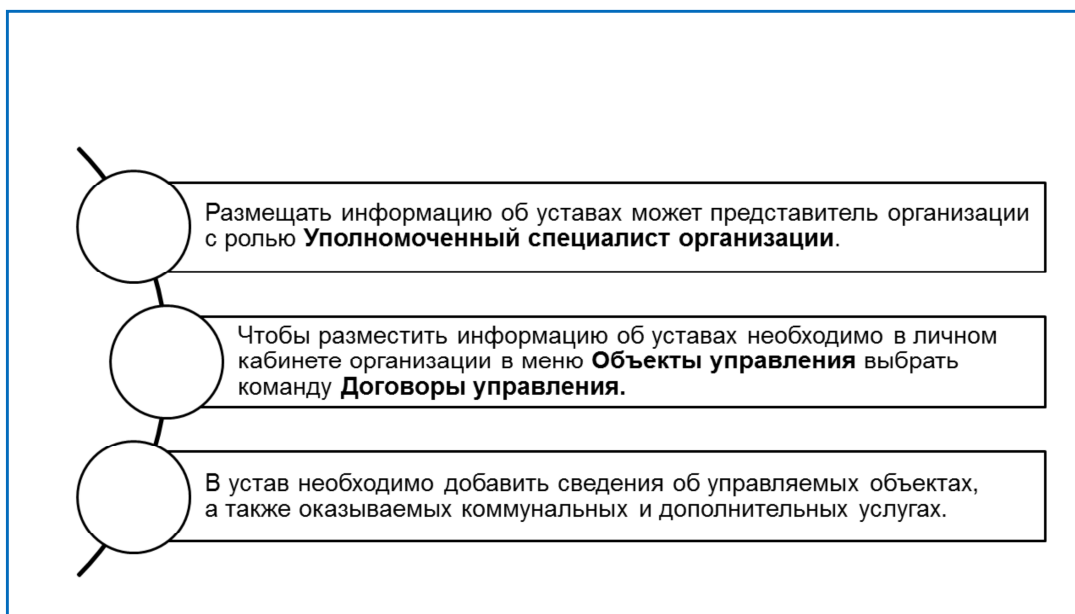 Размещать информацию об уставах может представитель организации
с ролью Уполномоченный специалист организации.
Чтобы разместить информацию об уставах необходимо в личном
кабинете организации в меню Объекты управления выбрать
команду Договоры управления.
В устав необходимо добавить сведения об управляемых объектах,
а также оказываемых коммунальных и дополнительных услугах.